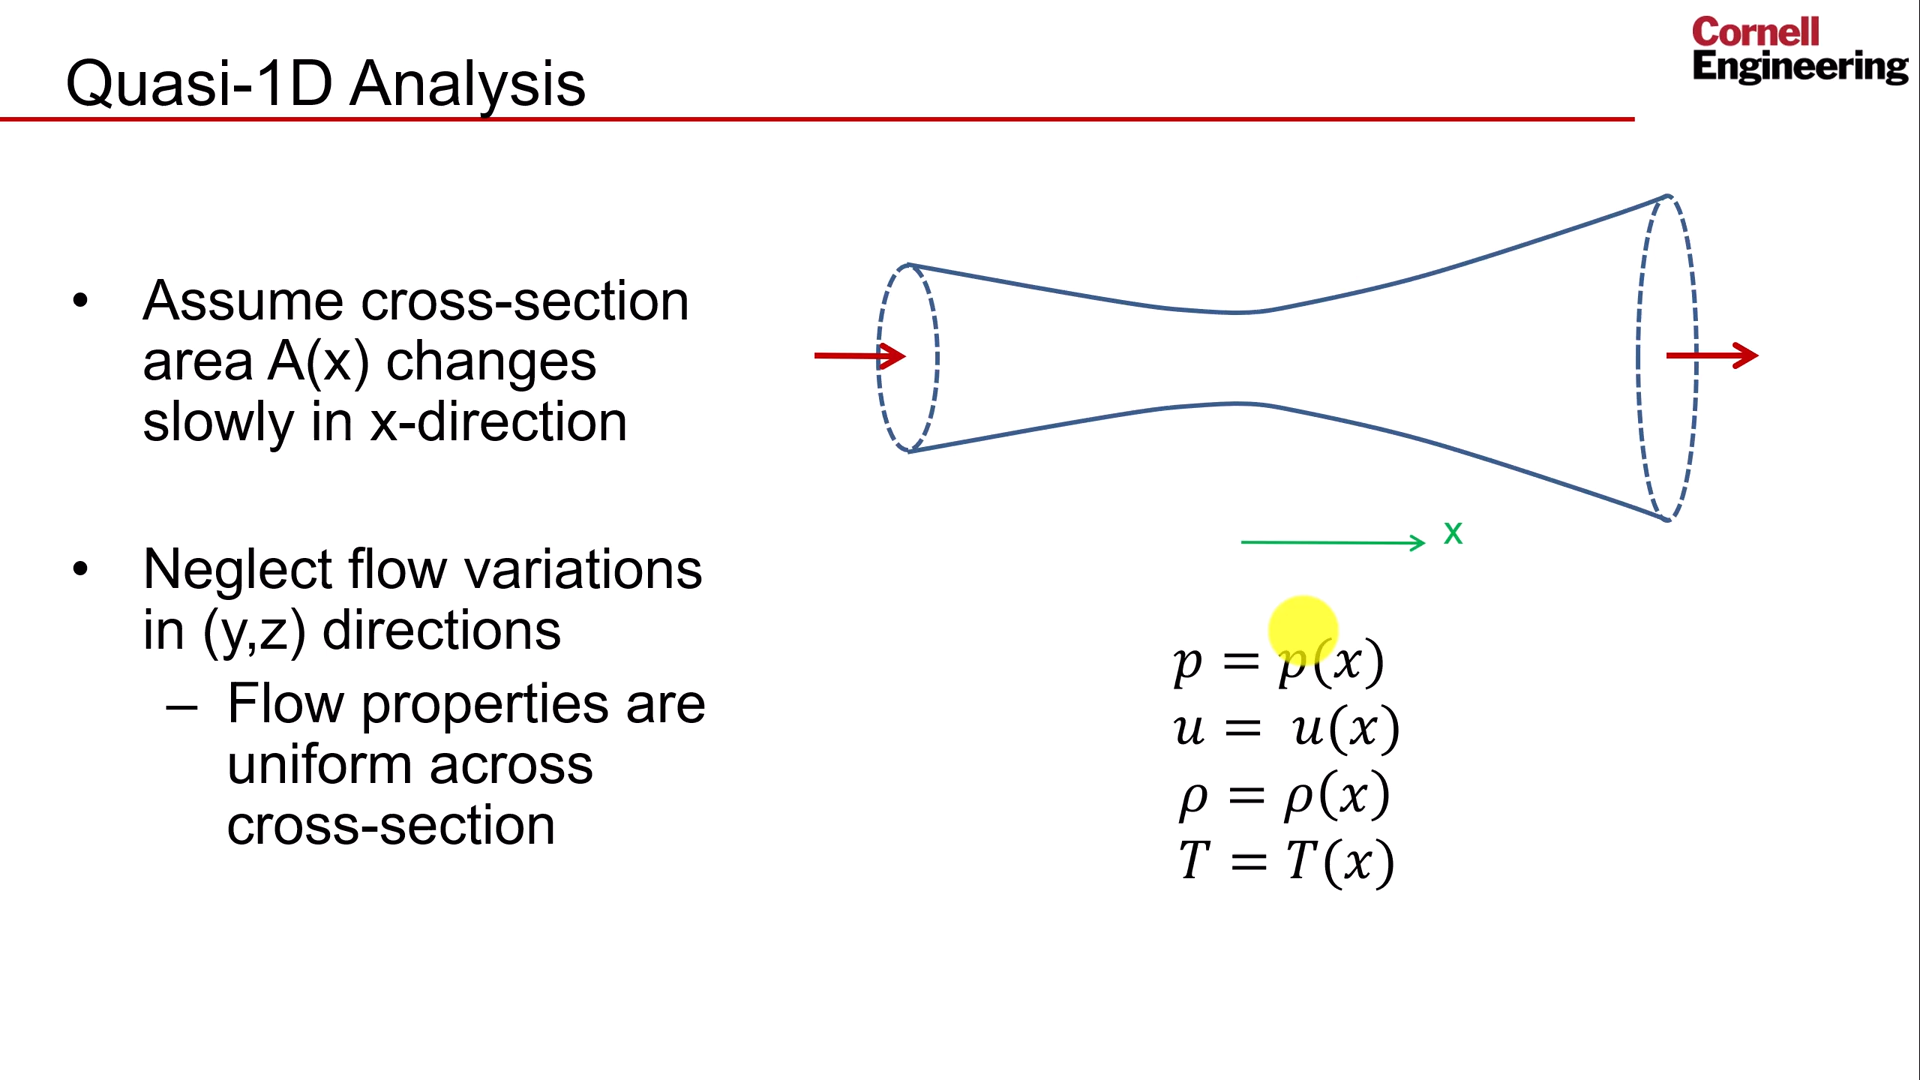 Cornell
Engineering
Quasi-1D Analysis
• Assume cross-section
area A(x) changes
slowly in x-direction
• Neglect flow variations
in (y,z) directions
– Flow properties are
uniform across
cross-section
x
p = p(x)
u = u(x)
ρ = ρ(x)
T = T(x)